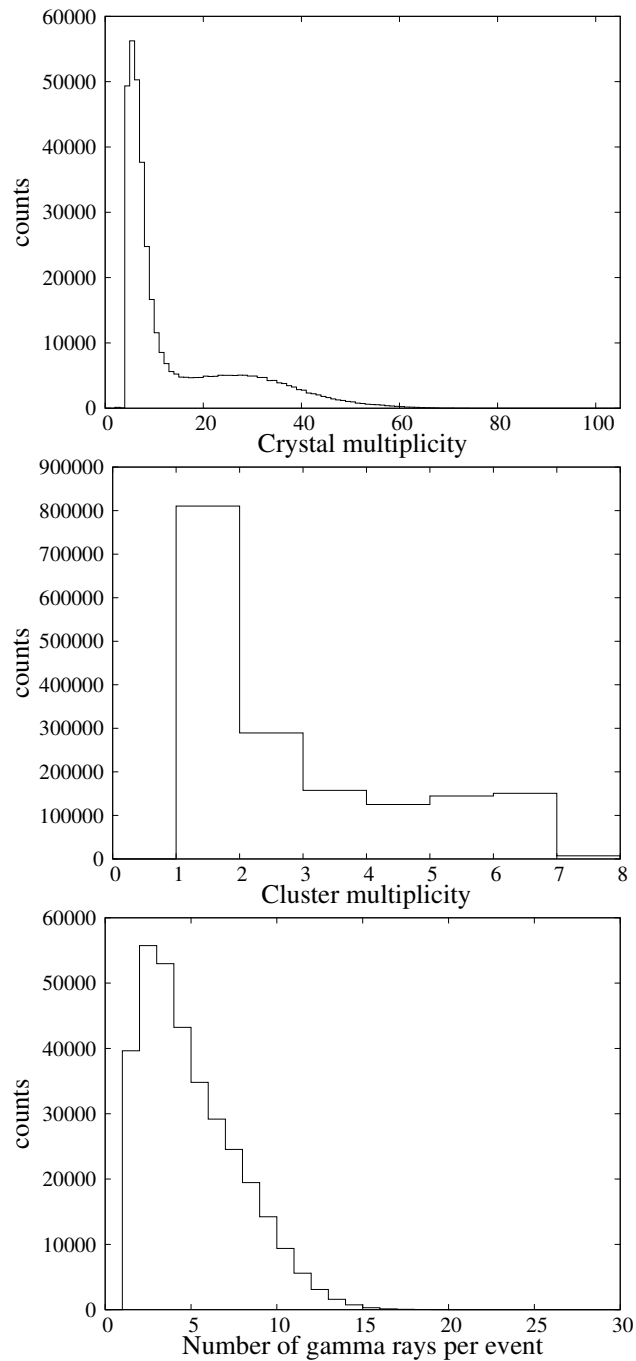 60000
50000
40000
30000
20000
10000
0
counts
0 20 40 60 80 100
Crystal multiplicity
900000
800000
700000
600000
500000
400000
300000
200000
100000
0
counts
0 1 2 3 4 5 6 7 8
Cluster multiplicity
60000
50000
40000
30000
20000
10000
0
counts
0 5 10 15 20 25 30
Number of gamma rays per event